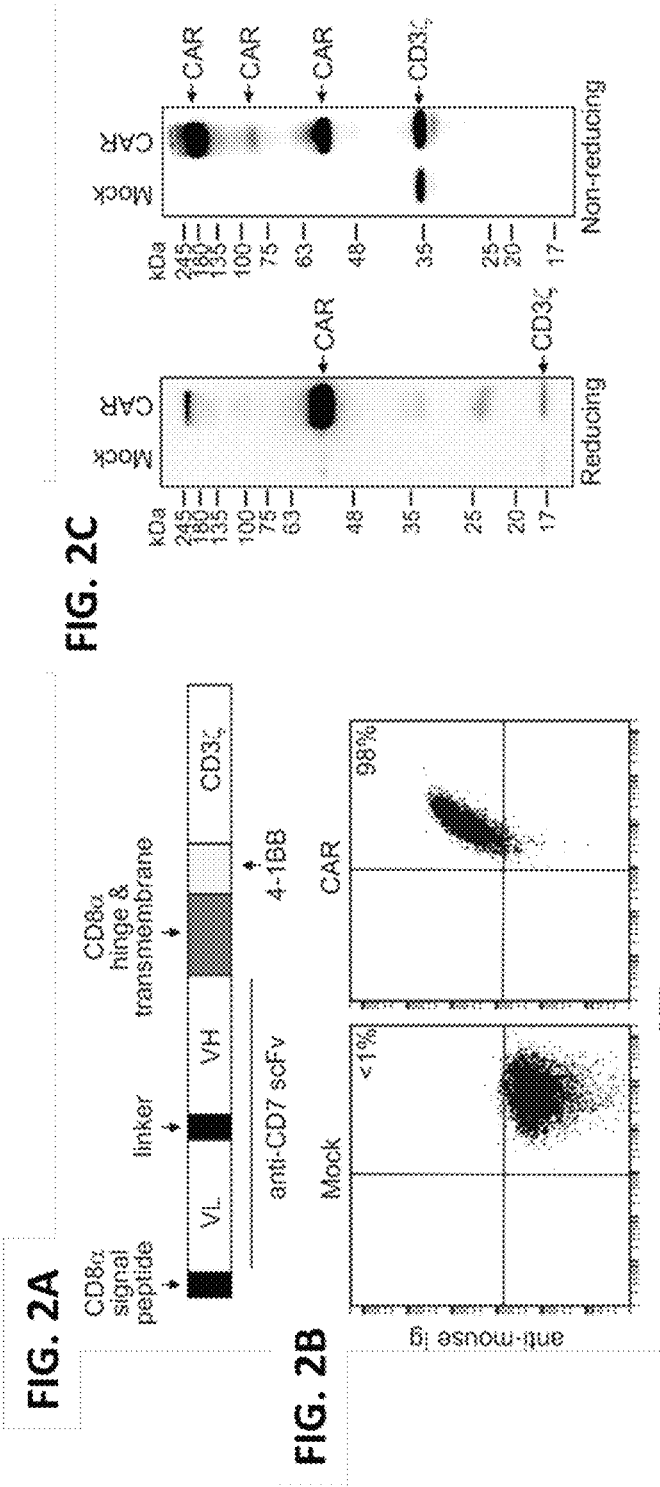 FIG. 2A
CD8α
signal
peptide
linker
CD8α
hinge &
transmembrane
VL
VH
CD3ζ
anti-CD7 scFv
4-1BB
FIG. 2B
Mock
CAR
<1%
98%
anti-mouse ig
FIG. 2C
Mock
CAR
kDa
245
180
135
100
75
63
48
35
25
20
17
CAR
CD3ζ
Reducing
Mock
CAR
kDa
245
180
135
100
75
63
48
35
25
20
17
CAR
CAR
CAR
CD3ζ
Non-reducing